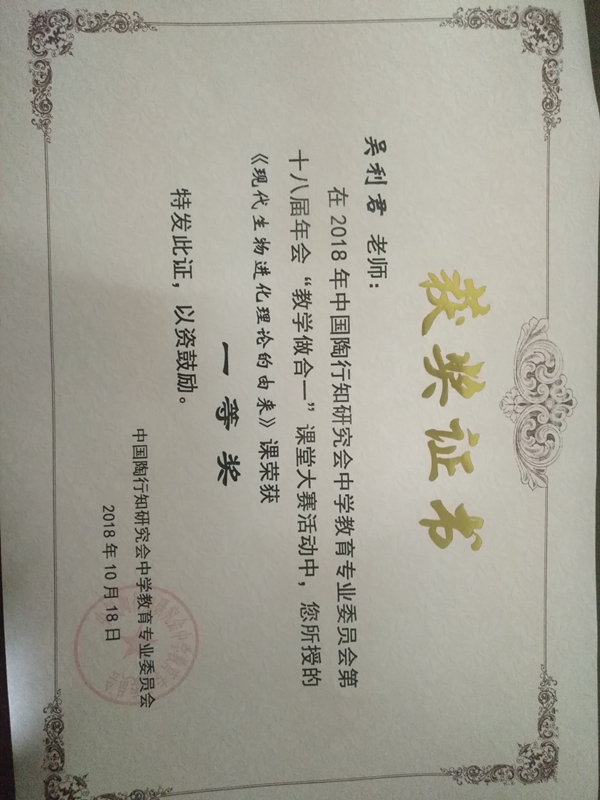 获奖证书
吴利君 老师：
在2018年中国陶行知研究会中学教育专业委员会第
十八届年会“教学做合一”课堂大赛活动中，您所授的
《现代生物进化理论的由来》课荣获
一等奖
特发此证，以资鼓励。
中国陶行知研究会中学教育专业委员会
2018年10月18日